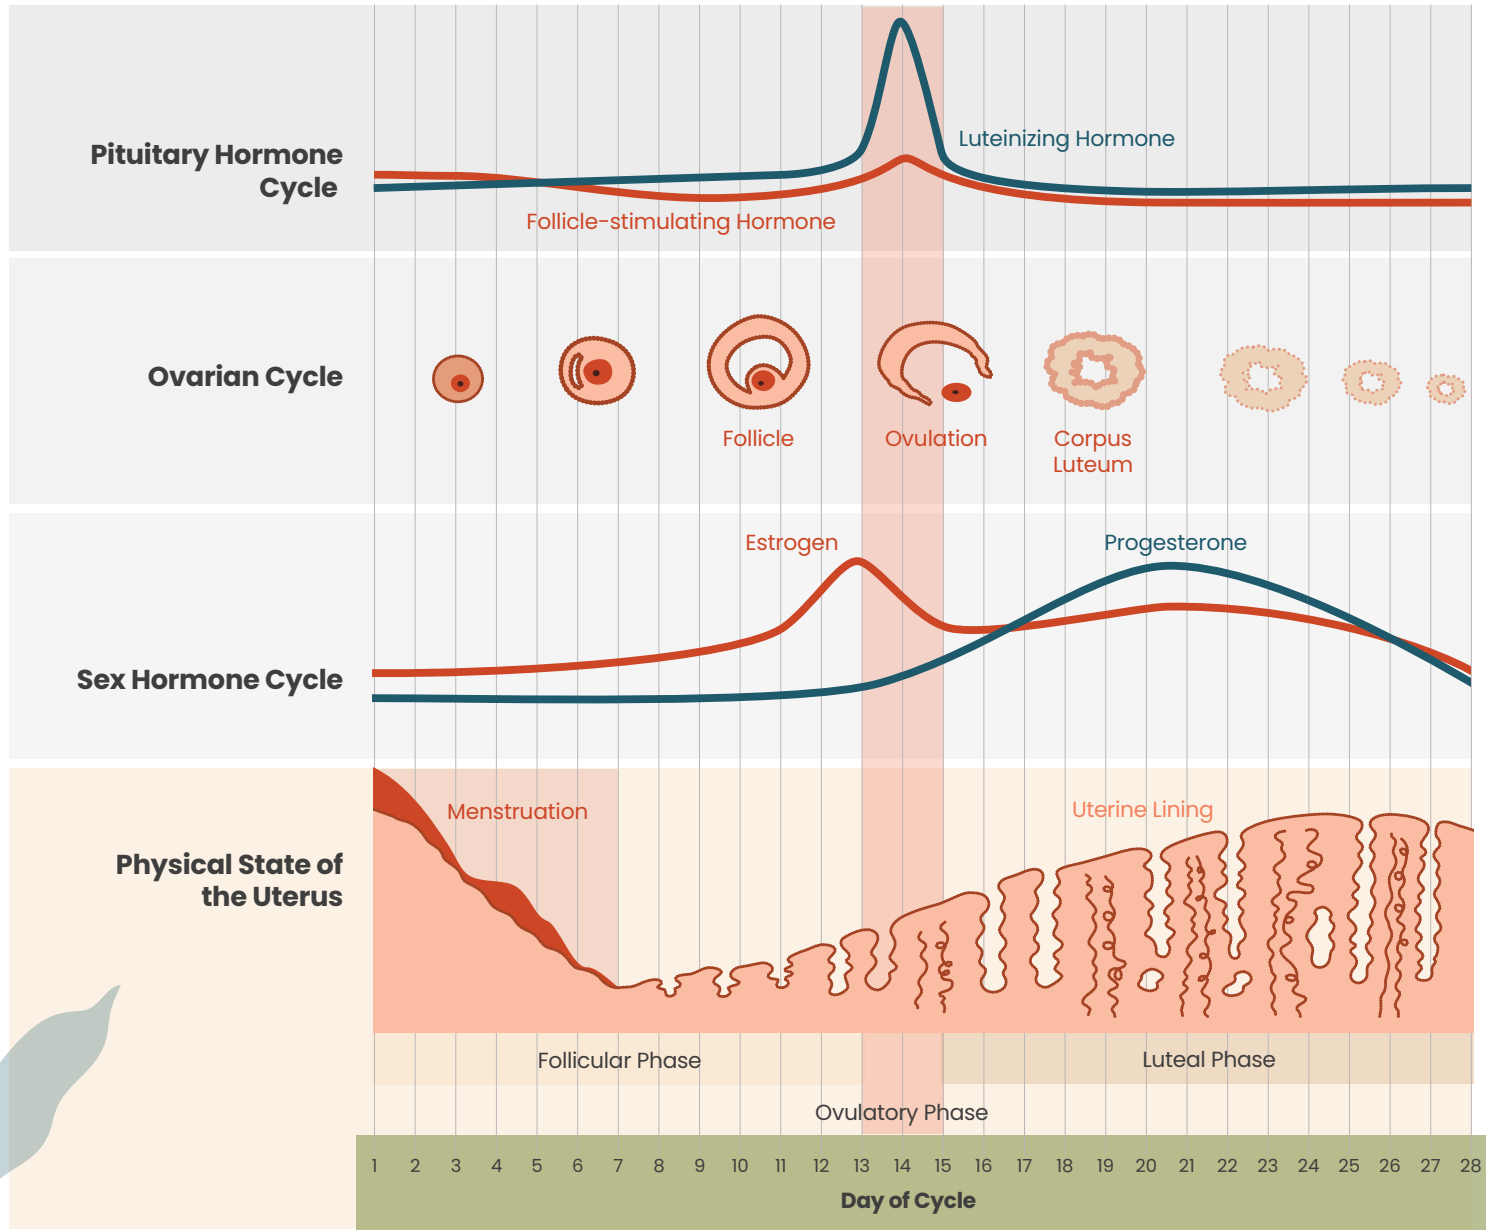 Pituitary Hormone
Cycle
Luteinizing Hormone
Follicle-stimulating Hormone
Ovarian Cycle
Follicle
Ovulation
Corpus
Luteum
Sex Hormone Cycle
Estrogen
Progesterone
Physical State of
the Uterus
Menstruation
Uterine Lining
Follicular Phase
Luteal Phase
Ovulatory Phase
1 2 3 4 5 6 7 8 9 10 11 12 13 14 15 16 17 18 19 20 21 22 23 24 25 26 27 28
Day of Cycle